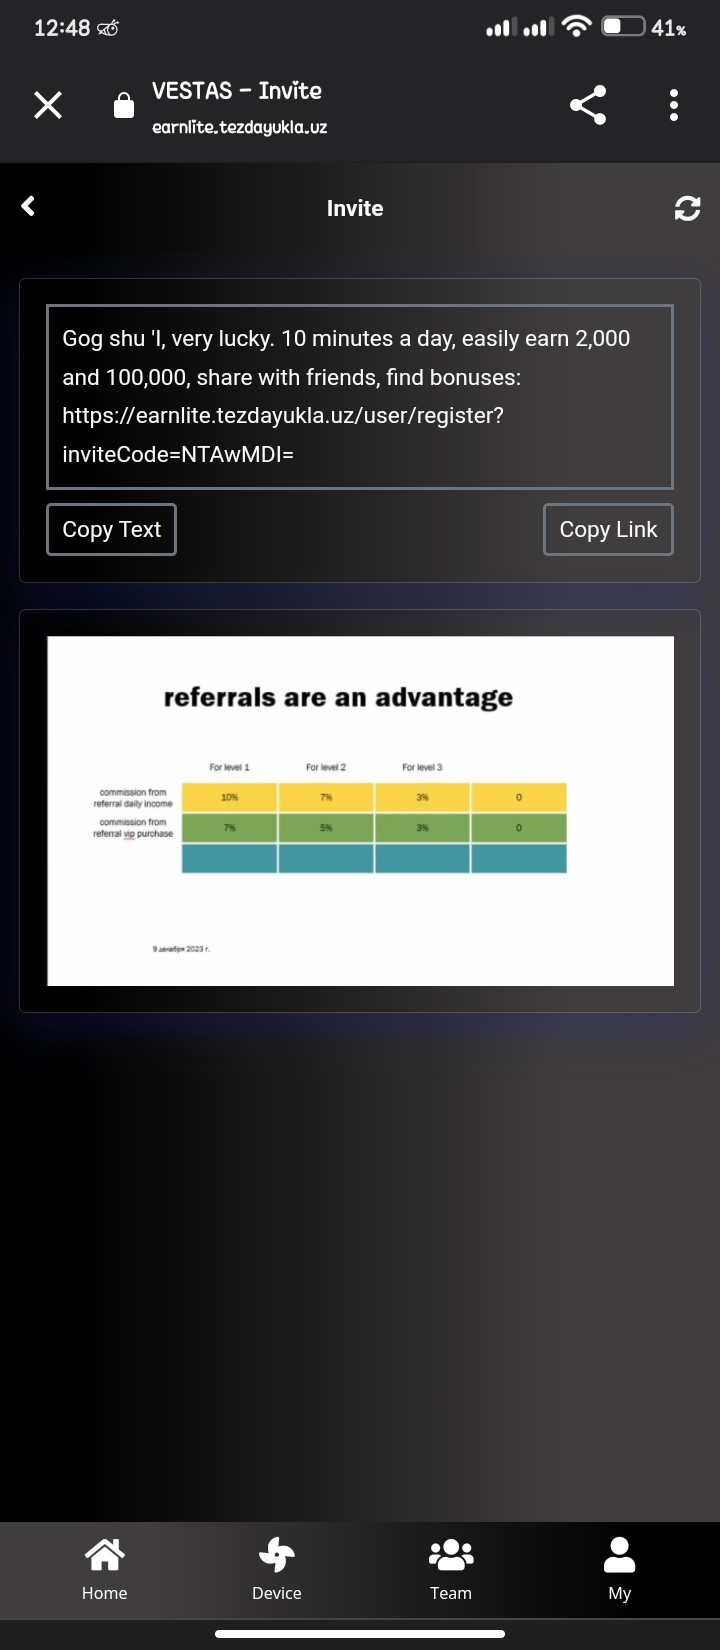 12:48
41%
VESTAS – Invite
earnlite.tezdayukla.uz
Invite
Gog shu 'l, very lucky. 10 minutes a day, easily earn 2,000
and 100,000, share with friends, find bonuses:
https://earnlite.tezdayukla.uz/user/register?
inviteCode=NTAwMDI=
Copy Text
Copy Link
referrals are an advantage
For level 1 For level 2 For level 3
commission from
referral daily income
10% 7% 3% 0
commission from
referral vip purchase
7% 5% 3% 0
9 декабря 2023 г.
Home Device Team My